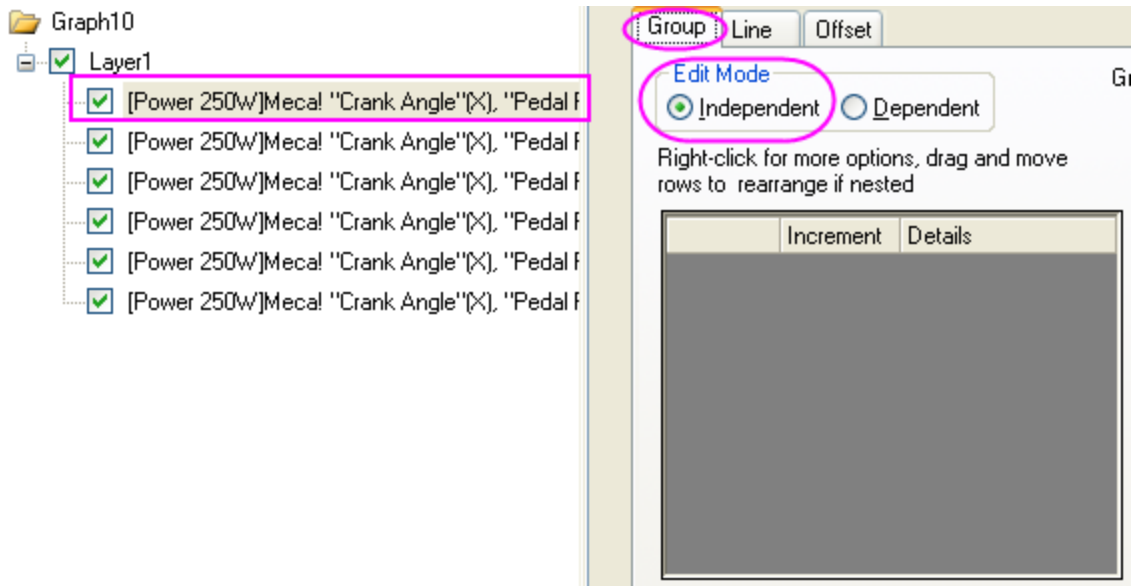 Graph10
Layer1
[Power 250W]Meca! "Crank Angle"(X), "Pedal F
[Power 250W]Meca! "Crank Angle"(X), "Pedal F
[Power 250W]Meca! "Crank Angle"(X), "Pedal F
[Power 250W]Meca! "Crank Angle"(X), "Pedal F
[Power 250W]Meca! "Crank Angle"(X), "Pedal F
[Power 250W]Meca! "Crank Angle"(X), "Pedal F
Group Line Offset
Edit Mode
Independent Dependent
Gr
Right-click for more options, drag and move
rows to rearrange if nested
Increment Details